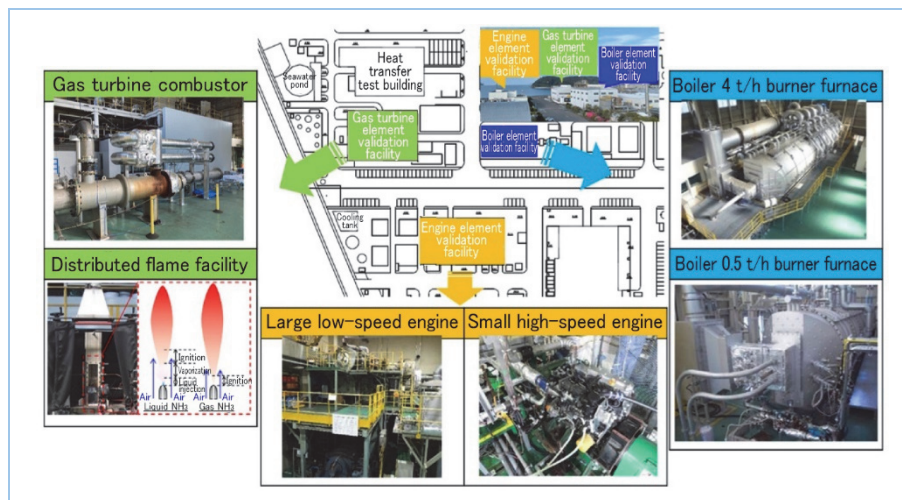 Gas turbine combustor
Distributed flame facility
Ignition
Vaporization
Liquid
injection
Air
Air
Liquid NH₃
Ignition
Air
Air
Gas NH₃
Seawater
pond
Heat
transfer
test building
Gas turbine
element
validation
facility
Cooling
tank
Engine element
validation
facility
Engine
element
validation
facility
Gas turbine
element
validation
facility
Boiler element
validation
facility
Boiler element
validation facility
Large low-speed engine
Small high-speed engine
Boiler 4 t/h burner furnace
Boiler 0.5 t/h burner furnace